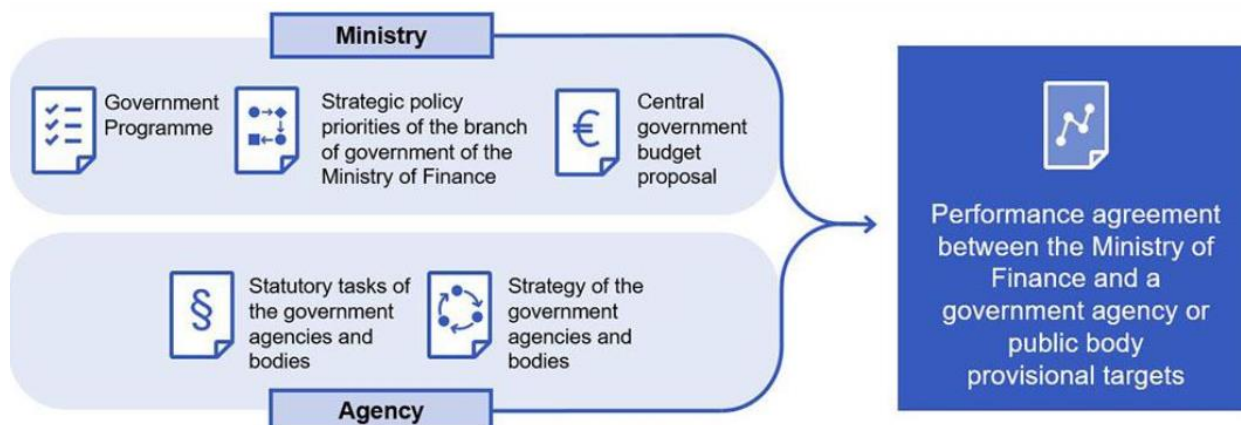 Ministry
Government
Programme
Strategic policy
priorities of the branch
of government of the
Ministry of Finance
€
Central
government
budget
proposal
§
Statutory tasks of
the government
agencies and
bodies
Strategy of the
government
agencies and
bodies
Agency
Performance agreement
between the Ministry of
Finance and a
government agency or
public body
provisional targets